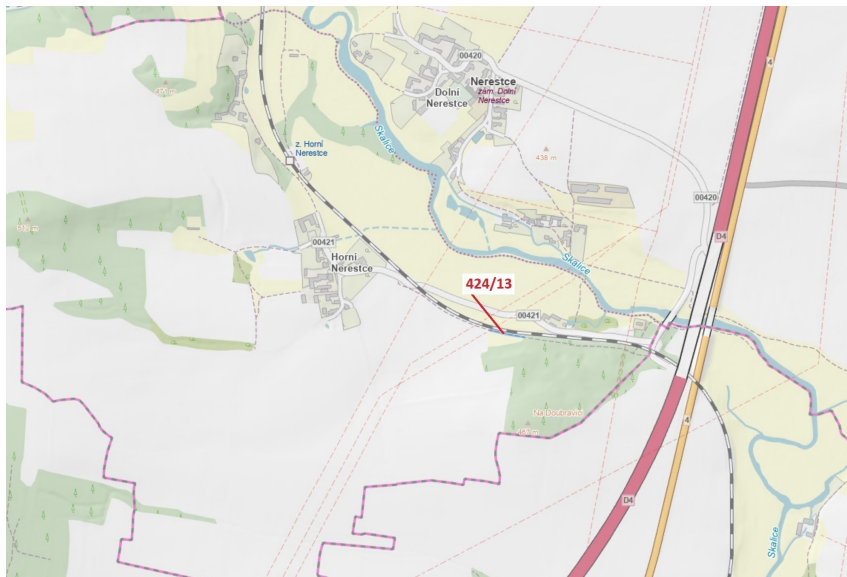 4
00420
Nerestce
zám. Dolní
Nerestce
Dolní
Nerestce
Skalice
z. Horní
Nerestce
438 m
00420
D4
00421
Horní
Nerestce
Skalice
424/13
00421
Na Doubravici
4
D4
Skalice